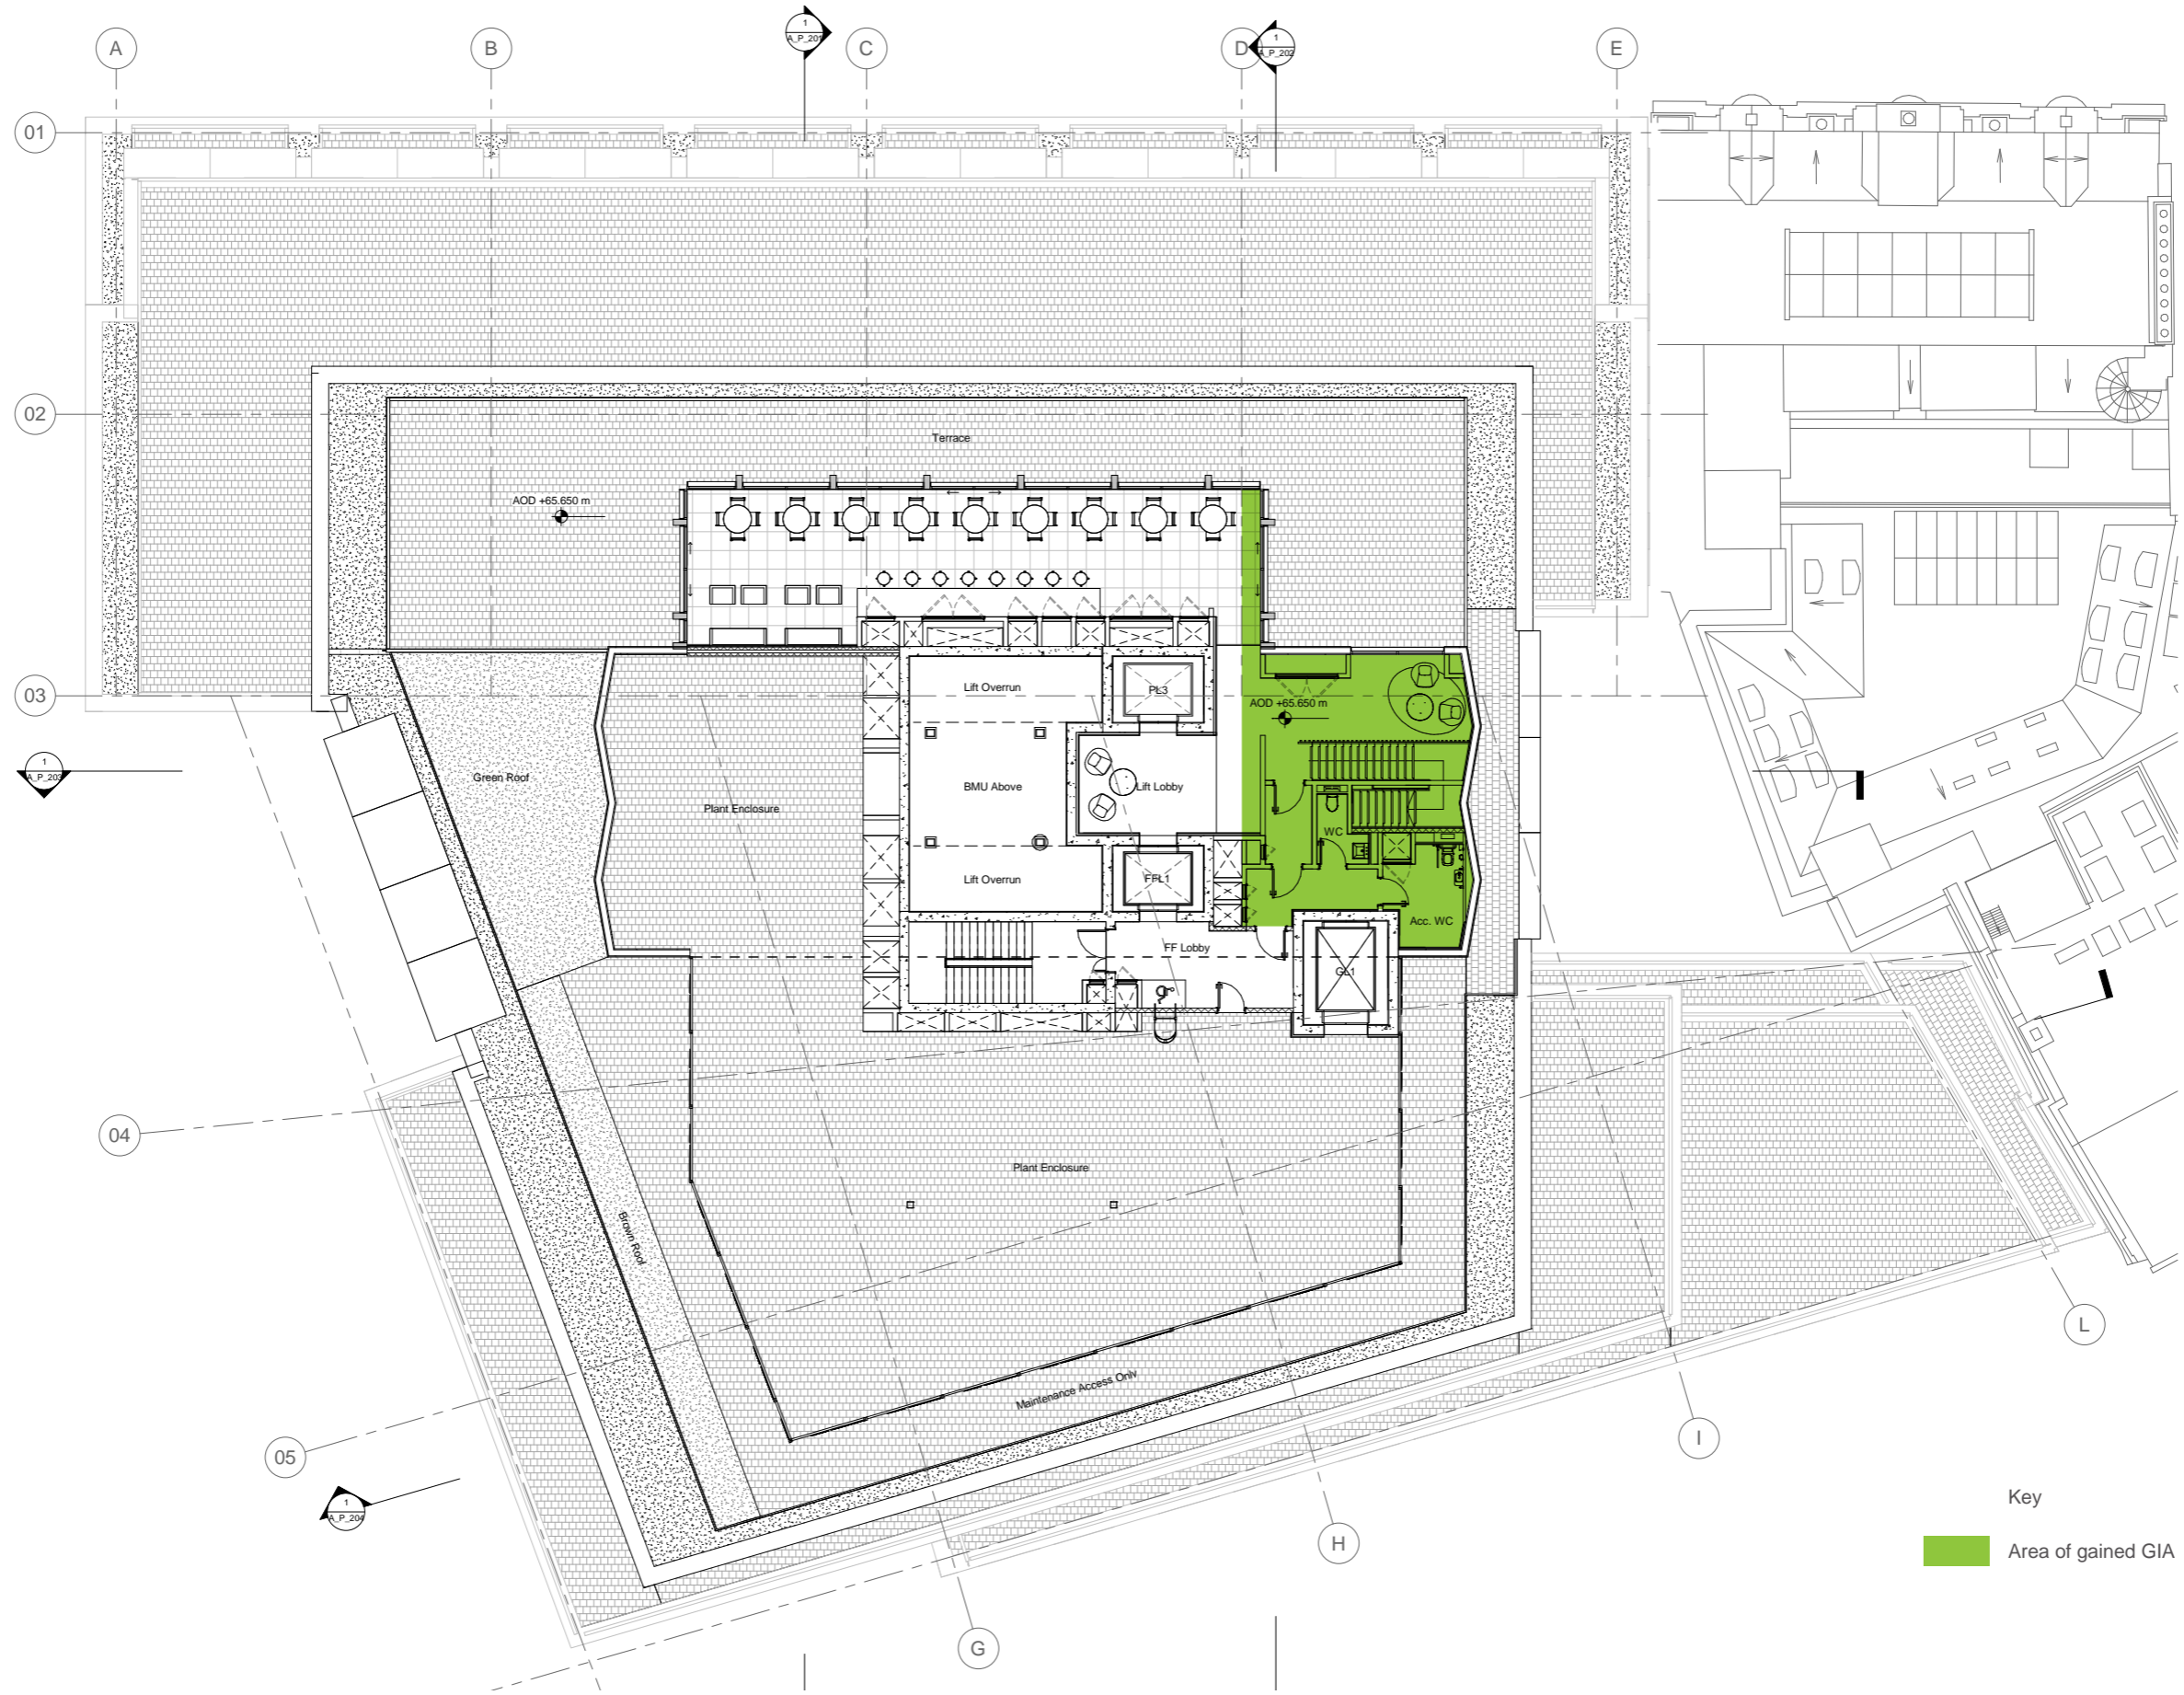 1
A_P_201
1
A_P_202
A
B
C
D
E
01
02
Terrace
AOD +65.650 m
03
Lift Overrun
PL3
AOD +65.650 m
1
A_P_203
Green Roof
Plant Enclosure
BMU Above
Lift Lobby
WC
Lift Overrun
FFL1
Acc. WC
FF Lobby
GL1
04
Plant Enclosure
Brown Roof
Maintenance Access Only
L
I
05
1
A_P_204
H
G
Key
Area of gained GIA